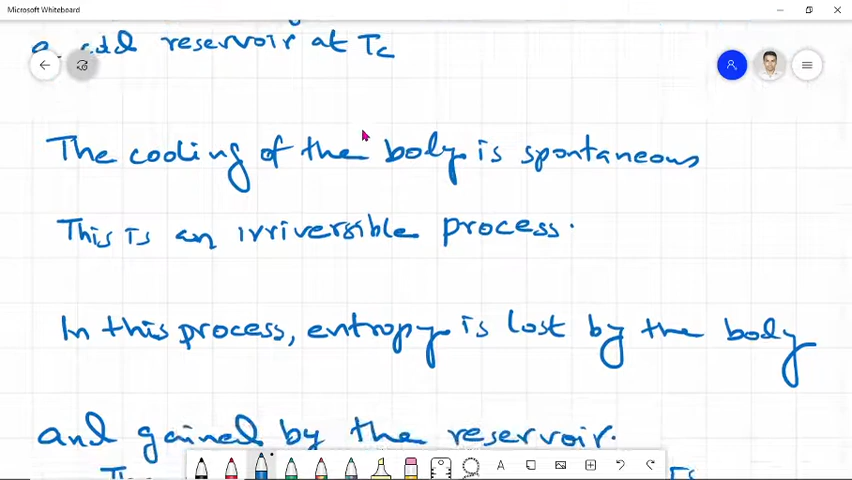 Microsoft Whiteboard
a cold reservoir at Tc
The cooling of the body is spontaneous
This is an irriversible process.
In this process, entropy is lost by the body
and gained by the reservoir.